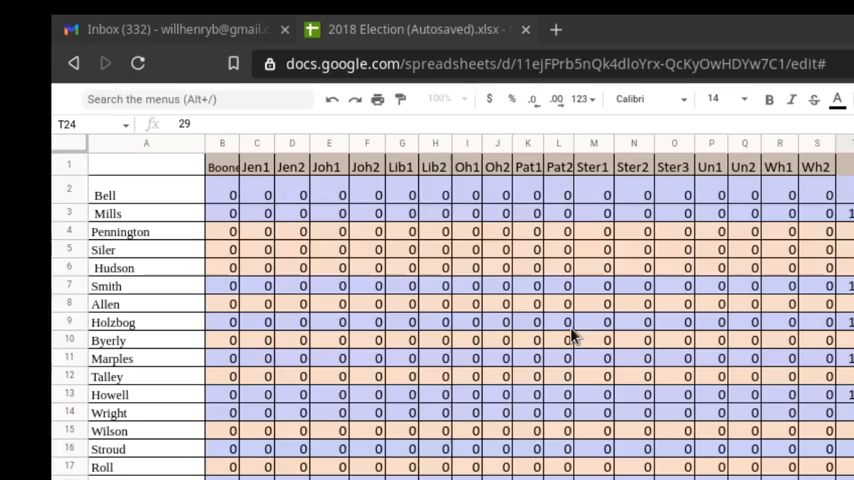 Inbox (332) - willhenryb@gmail.c
2018 Election (Autosaved).xlsx -
docs.google.com/spreadsheets/d/11ejFPrb5nQk4dloYrx-QcKyOwHDYw7C1/edit#
Search the menus (Alt+/) 100% $ % .0 .00 123 Calibri 14 B I S A
T24 fx 29
A B C D E F G H I J K L M N O P Q R S
1 Boone Jen1 Jen2 Joh1 Joh2 Lib1 Lib2 Oh1 Oh2 Pat1 Pat2 Ster1 Ster2 Ster3 Un1 Un2 Wh1 Wh2
2 Bell 0 0 0 0 0 0 0 0 0 0 0 0 0 0 0 0 0 0
3 Mills 0 0 0 0 0 0 0 0 0 0 0 0 0 0 0 0 0 0 1
4 Pennington 0 0 0 0 0 0 0 0 0 0 0 0 0 0 0 0 0 0
5 Siler 0 0 0 0 0 0 0 0 0 0 0 0 0 0 0 0 0 0
6 Hudson 0 0 0 0 0 0 0 0 0 0 0 0 0 0 0 0 0 0
7 Smith 0 0 0 0 0 0 0 0 0 0 0 0 0 0 0 0 0 0 1
8 Allen 0 0 0 0 0 0 0 0 0 0 0 0 0 0 0 0 0 0
9 Holzbog 0 0 0 0 0 0 0 0 0 0 0 0 0 0 0 0 0 0 1
10 Byerly 0 0 0 0 0 0 0 0 0 0 0 0 0 0 0 0 0 0
11 Marples 0 0 0 0 0 0 0 0 0 0 0 0 0 0 0 0 0 0 1
12 Talley 0 0 0 0 0 0 0 0 0 0 0 0 0 0 0 0 0 0
13 Howell 0 0 0 0 0 0 0 0 0 0 0 0 0 0 0 0 0 0 1
14 Wright 0 0 0 0 0 0 0 0 0 0 0 0 0 0 0 0 0 0
15 Wilson 0 0 0 0 0 0 0 0 0 0 0 0 0 0 0 0 0 0
16 Stroud 0 0 0 0 0 0 0 0 0 0 0 0 0 0 0 0 0 0
17 Roll 0 0 0 0 0 0 0 0 0 0 0 0 0 0 0 0 0 0